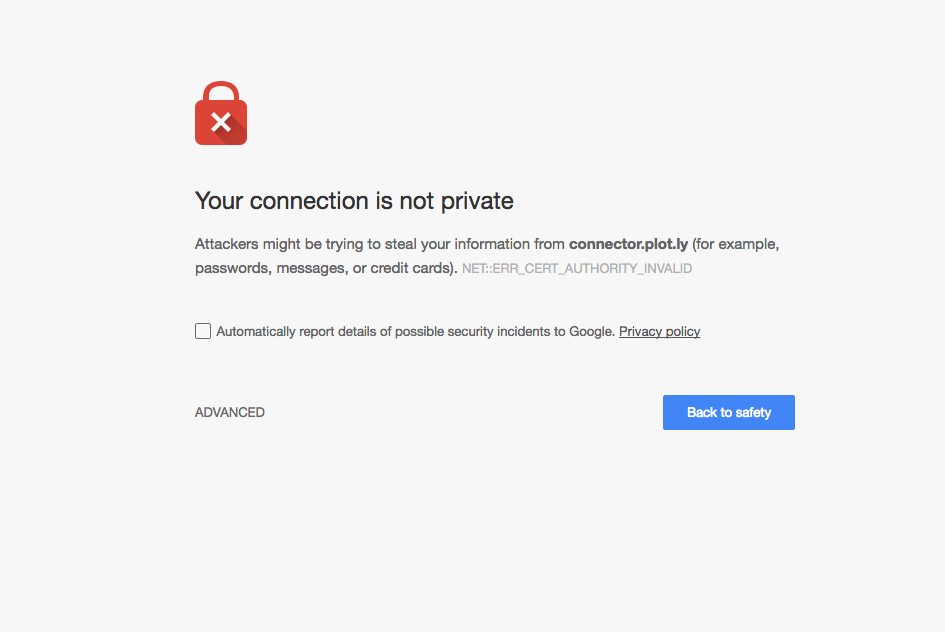 Your connection is not private
Attackers might be trying to steal your information from connector.plot.ly (for example,
passwords, messages, or credit cards). NET::ERR_CERT_AUTHORITY_INVALID
Automatically report details of possible security incidents to Google. Privacy policy
ADVANCED
Back to safety